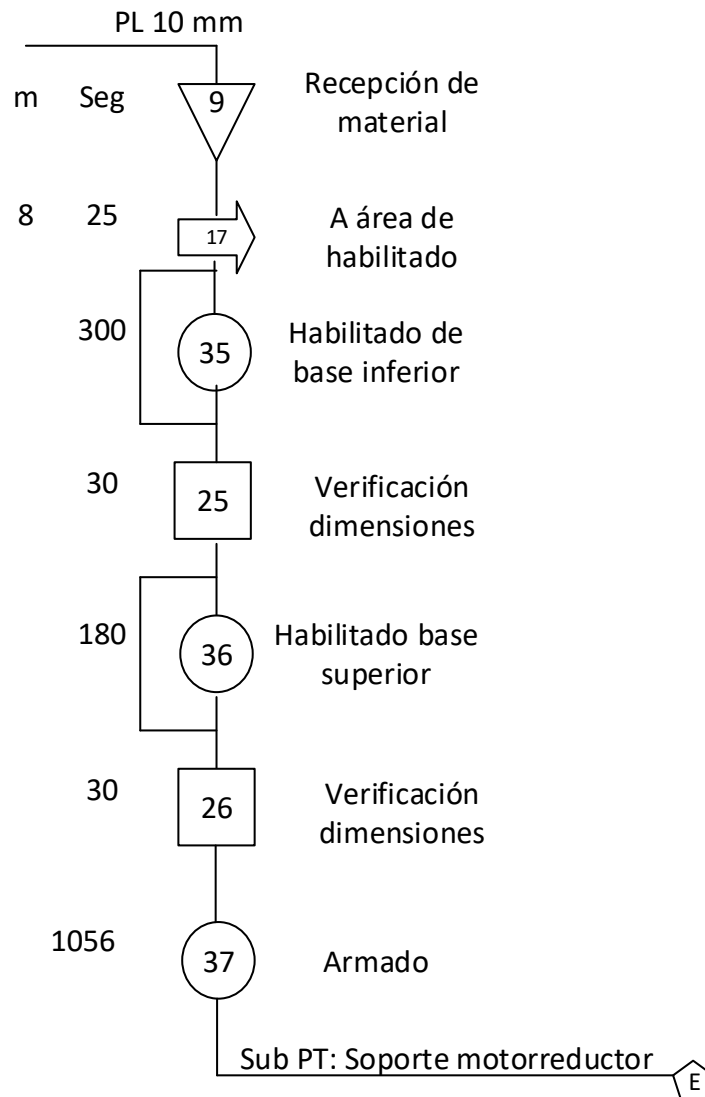 PL 10 mm
m Seg
9
Recepción de
material
8 25
17
A área de
habilitado
300
35
Habilitado de
base inferior
30
25
Verificación
dimensiones
180
36
Habilitado base
superior
30
26
Verificación
dimensiones
1056
37
Armado
Sub PT: Soporte motorreductor
E